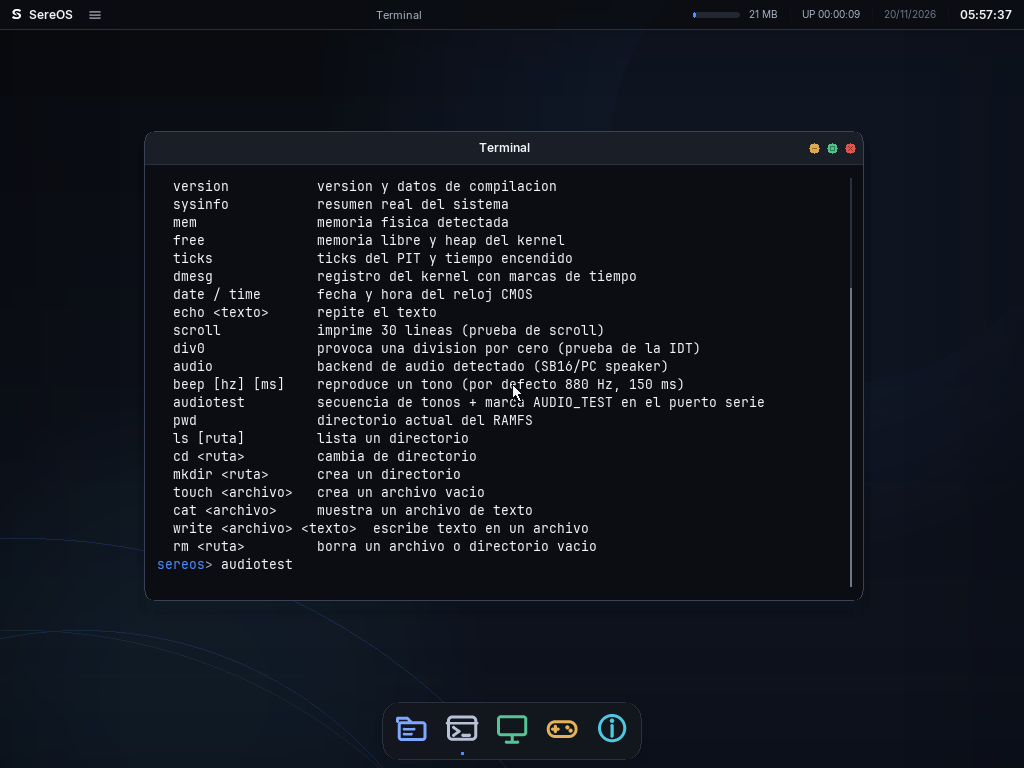 SereOS
Terminal
21 MB
UP 00:00:09
20/11/2026
05:57:37
Terminal
version version y datos de compilacion
sysinfo resumen real del sistema
mem memoria fisica detectada
free memoria libre y heap del kernel
ticks ticks del PIT y tiempo encendido
dmesg registro del kernel con marcas de tiempo
date / time fecha y hora del reloj CMOS
echo <texto> repite el texto
scroll imprime 30 lineas (prueba de scroll)
div0 provoca una division por cero (prueba de la IDT)
audio backend de audio detectado (SB16/PC speaker)
beep [hz] [ms] reproduce un tono (por defecto 880 Hz, 150 ms)
audiotest secuencia de tonos + marca AUDIO_TEST en el puerto serie
pwd directorio actual del RAMFS
ls [ruta] lista un directorio
cd <ruta> cambia de directorio
mkdir <ruta> crea un directorio
touch <archivo> crea un archivo vacio
cat <archivo> muestra un archivo de texto
write <archivo> <texto> escribe texto en un archivo
rm <ruta> borra un archivo o directorio vacio
sereos> audiotest